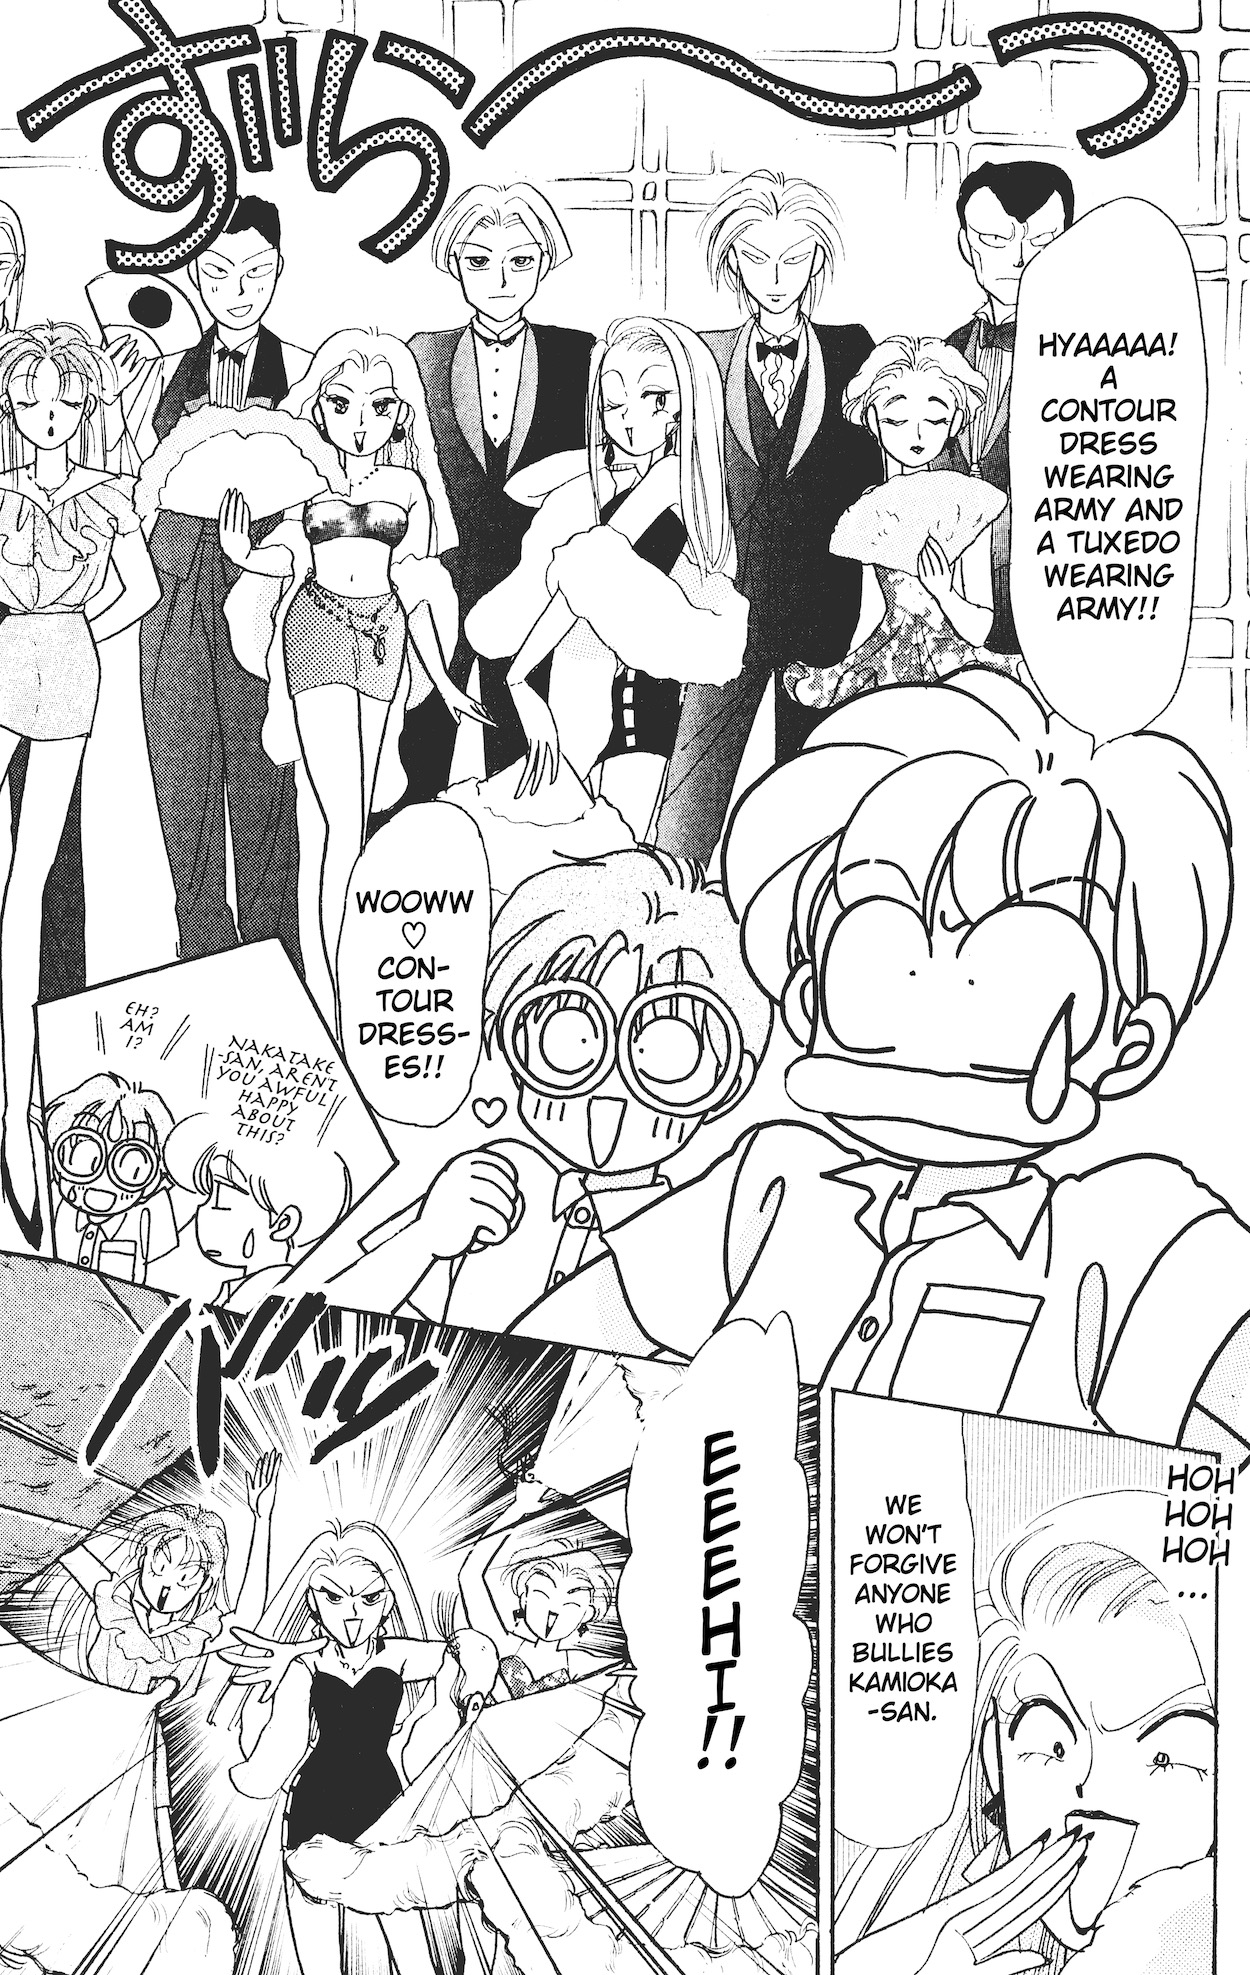 ずら〜っ
HYAAAAA!
A
CONTOUR
DRESS
WEARING
ARMY AND
A TUXEDO
WEARING
ARMY!!
WOOWW
♡
CON-
TOUR
DRESS-
ES!!
NAKATAKE
-SAN, ARENT
YOU AWFUL
HAPPY
ABOUT
THIS?
EH?
AM
I?
HOH
HOH
HOH
...
WE
WON'T
FORGIVE
ANYONE
WHO
BULLIES
KAMIOKA
-SAN.
EEEHI!!
バッ